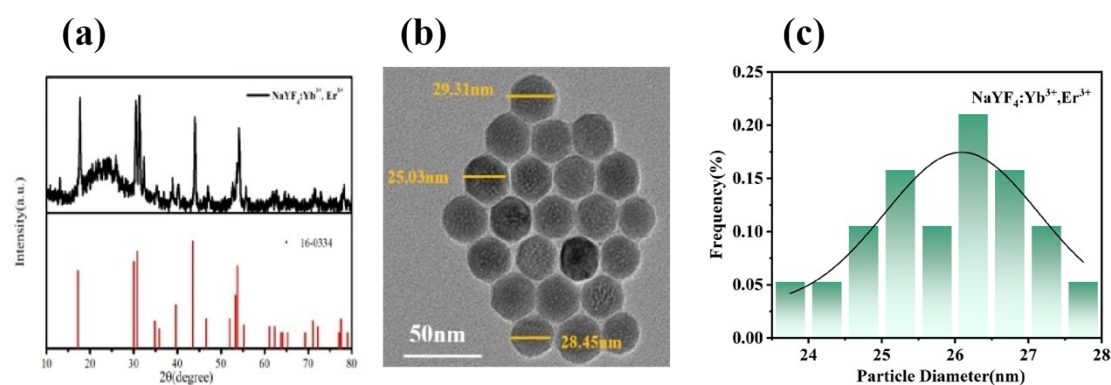 (a)
NaYF₄:Yb³⁺, Er³⁺
Intensity(a.u.)
16-0334
10 20 30 40 50 60 70 80
2θ(degree)
(b)
29.31nm
25.03nm
50nm
28.45nm
(c)
0.25
0.20
0.15
0.10
0.05
0.00
Frequency(%)
NaYF₄:Yb³⁺,Er³⁺
24 25 26 27 28
Particle Diameter(nm)